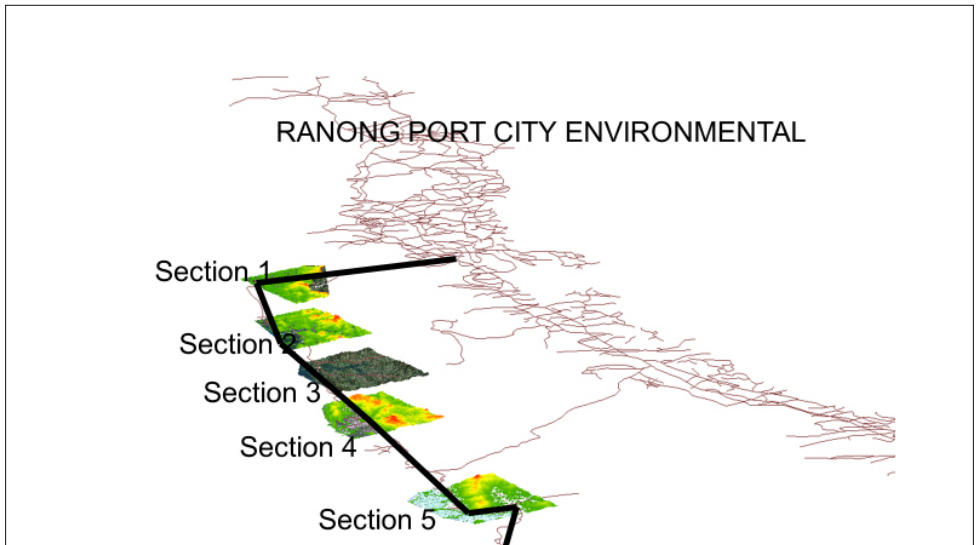 RANONG PORT CITY ENVIRONMENTAL
Section 1
Section 2
Section 3
Section 4
Section 5